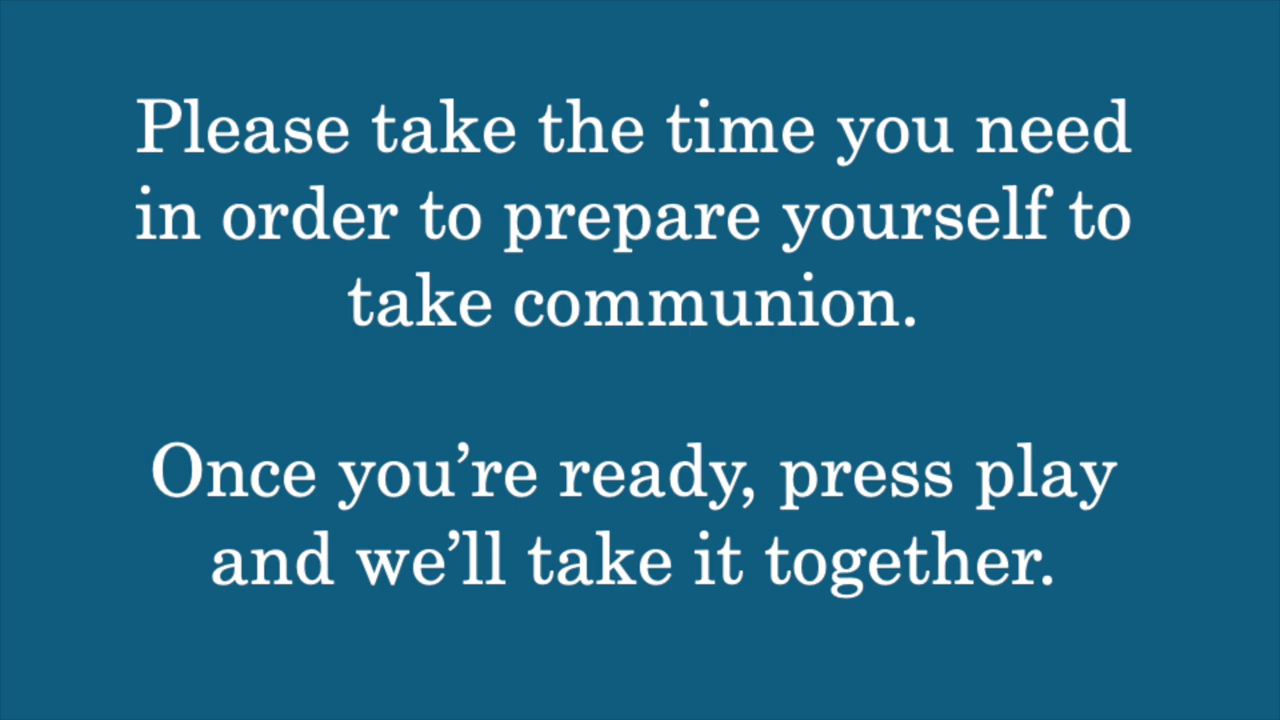 Please take the time you need
in order to prepare yourself to
take communion.
Once you’re ready, press play
and we’ll take it together.